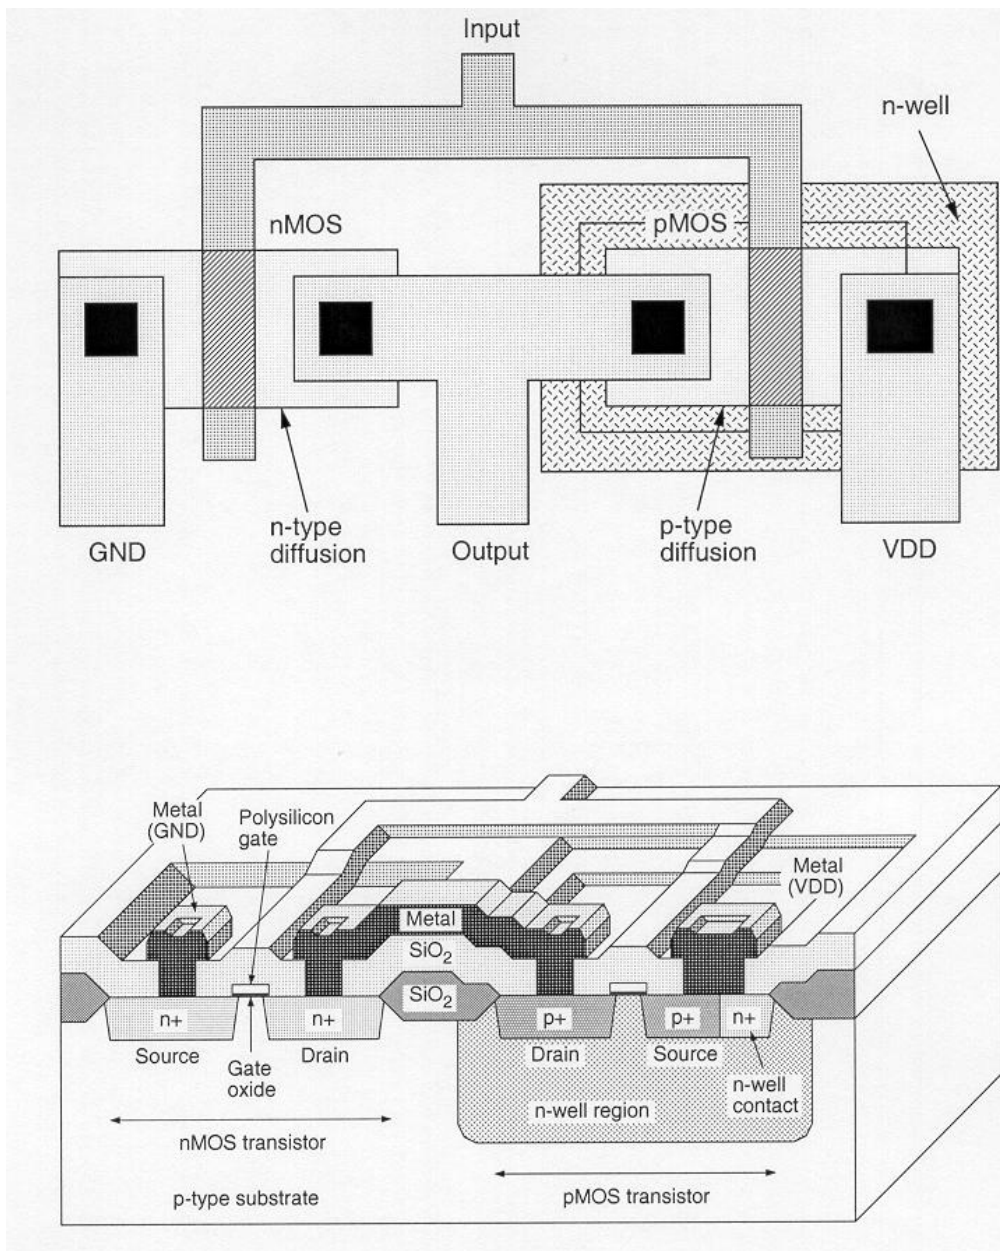 Input
n-well
nMOS
pMOS
n-type
diffusion
p-type
diffusion
GND
Output
VDD
Metal
(GND)
Polysilicon
gate
Metal
(VDD)
Metal
SiO2
SiO2
n+
n+
p+
p+
n+
Source
Drain
Drain
Source
Gate
oxide
n-well
contact
n-well region
nMOS transistor
pMOS transistor
p-type substrate